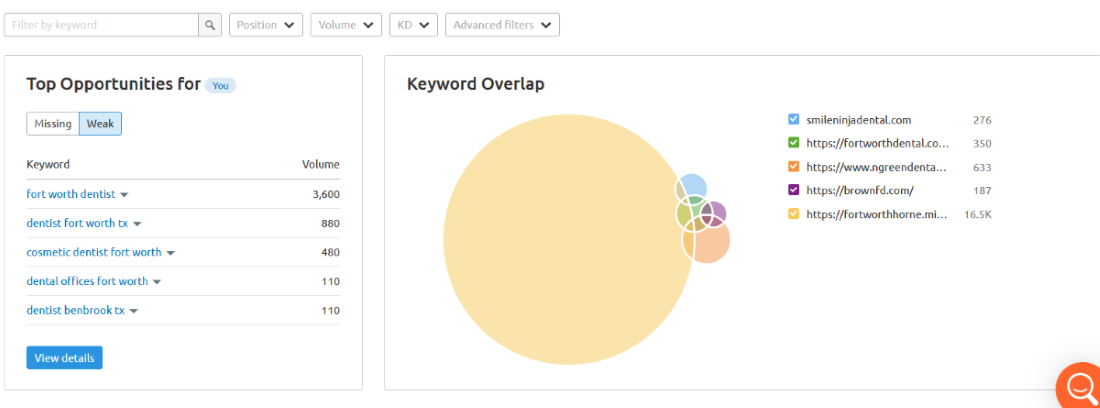 Filter by keyword
Position
Volume
KD
Advanced filters
Top Opportunities for You
Missing
Weak
Keyword Volume
fort worth dentist 3,600
dentist fort worth tx 880
cosmetic dentist fort worth 480
dental offices fort worth 110
dentist benbrook tx 110
View details
Keyword Overlap
smileninjadental.com 276
https://fortworthdental.co... 350
https://www.ngreendenta... 633
https://brownfd.com/ 187
https://fortworthhorne.mi... 16.5K